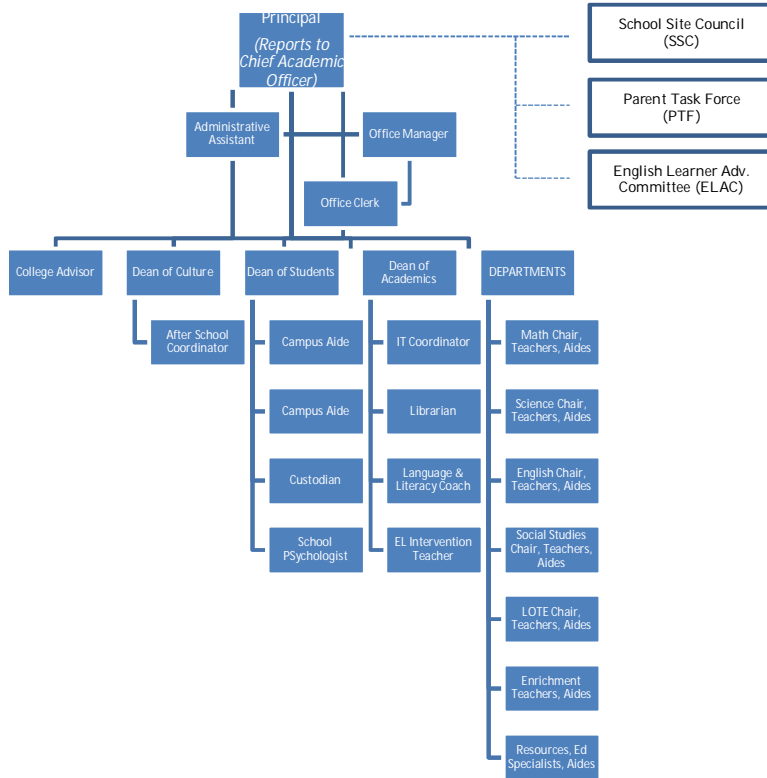 Principal
(Reports to
Chief Academic
Officer)
School Site Council
(SSC)
Parent Task Force
(PTF)
English Learner Adv.
Committee (ELAC)
Administrative
Assistant
Office Manager
Office Clerk
College Advisor
Dean of Culture
Dean of Students
Dean of
Academics
DEPARTMENTS
After School
Coordinator
Campus Aide
IT Coordinator
Math Chair,
Teachers, Aides
Campus Aide
Librarian
Science Chair,
Teachers, Aides
Custodian
Language &
Literacy Coach
English Chair,
Teachers, Aides
School
PSychologist
EL Intervention
Teacher
Social Studies
Chair, Teachers,
Aides
LOTE Chair,
Teachers, Aides
Enrichment
Teachers, Aides
Resources, Ed
Specialists, Aides